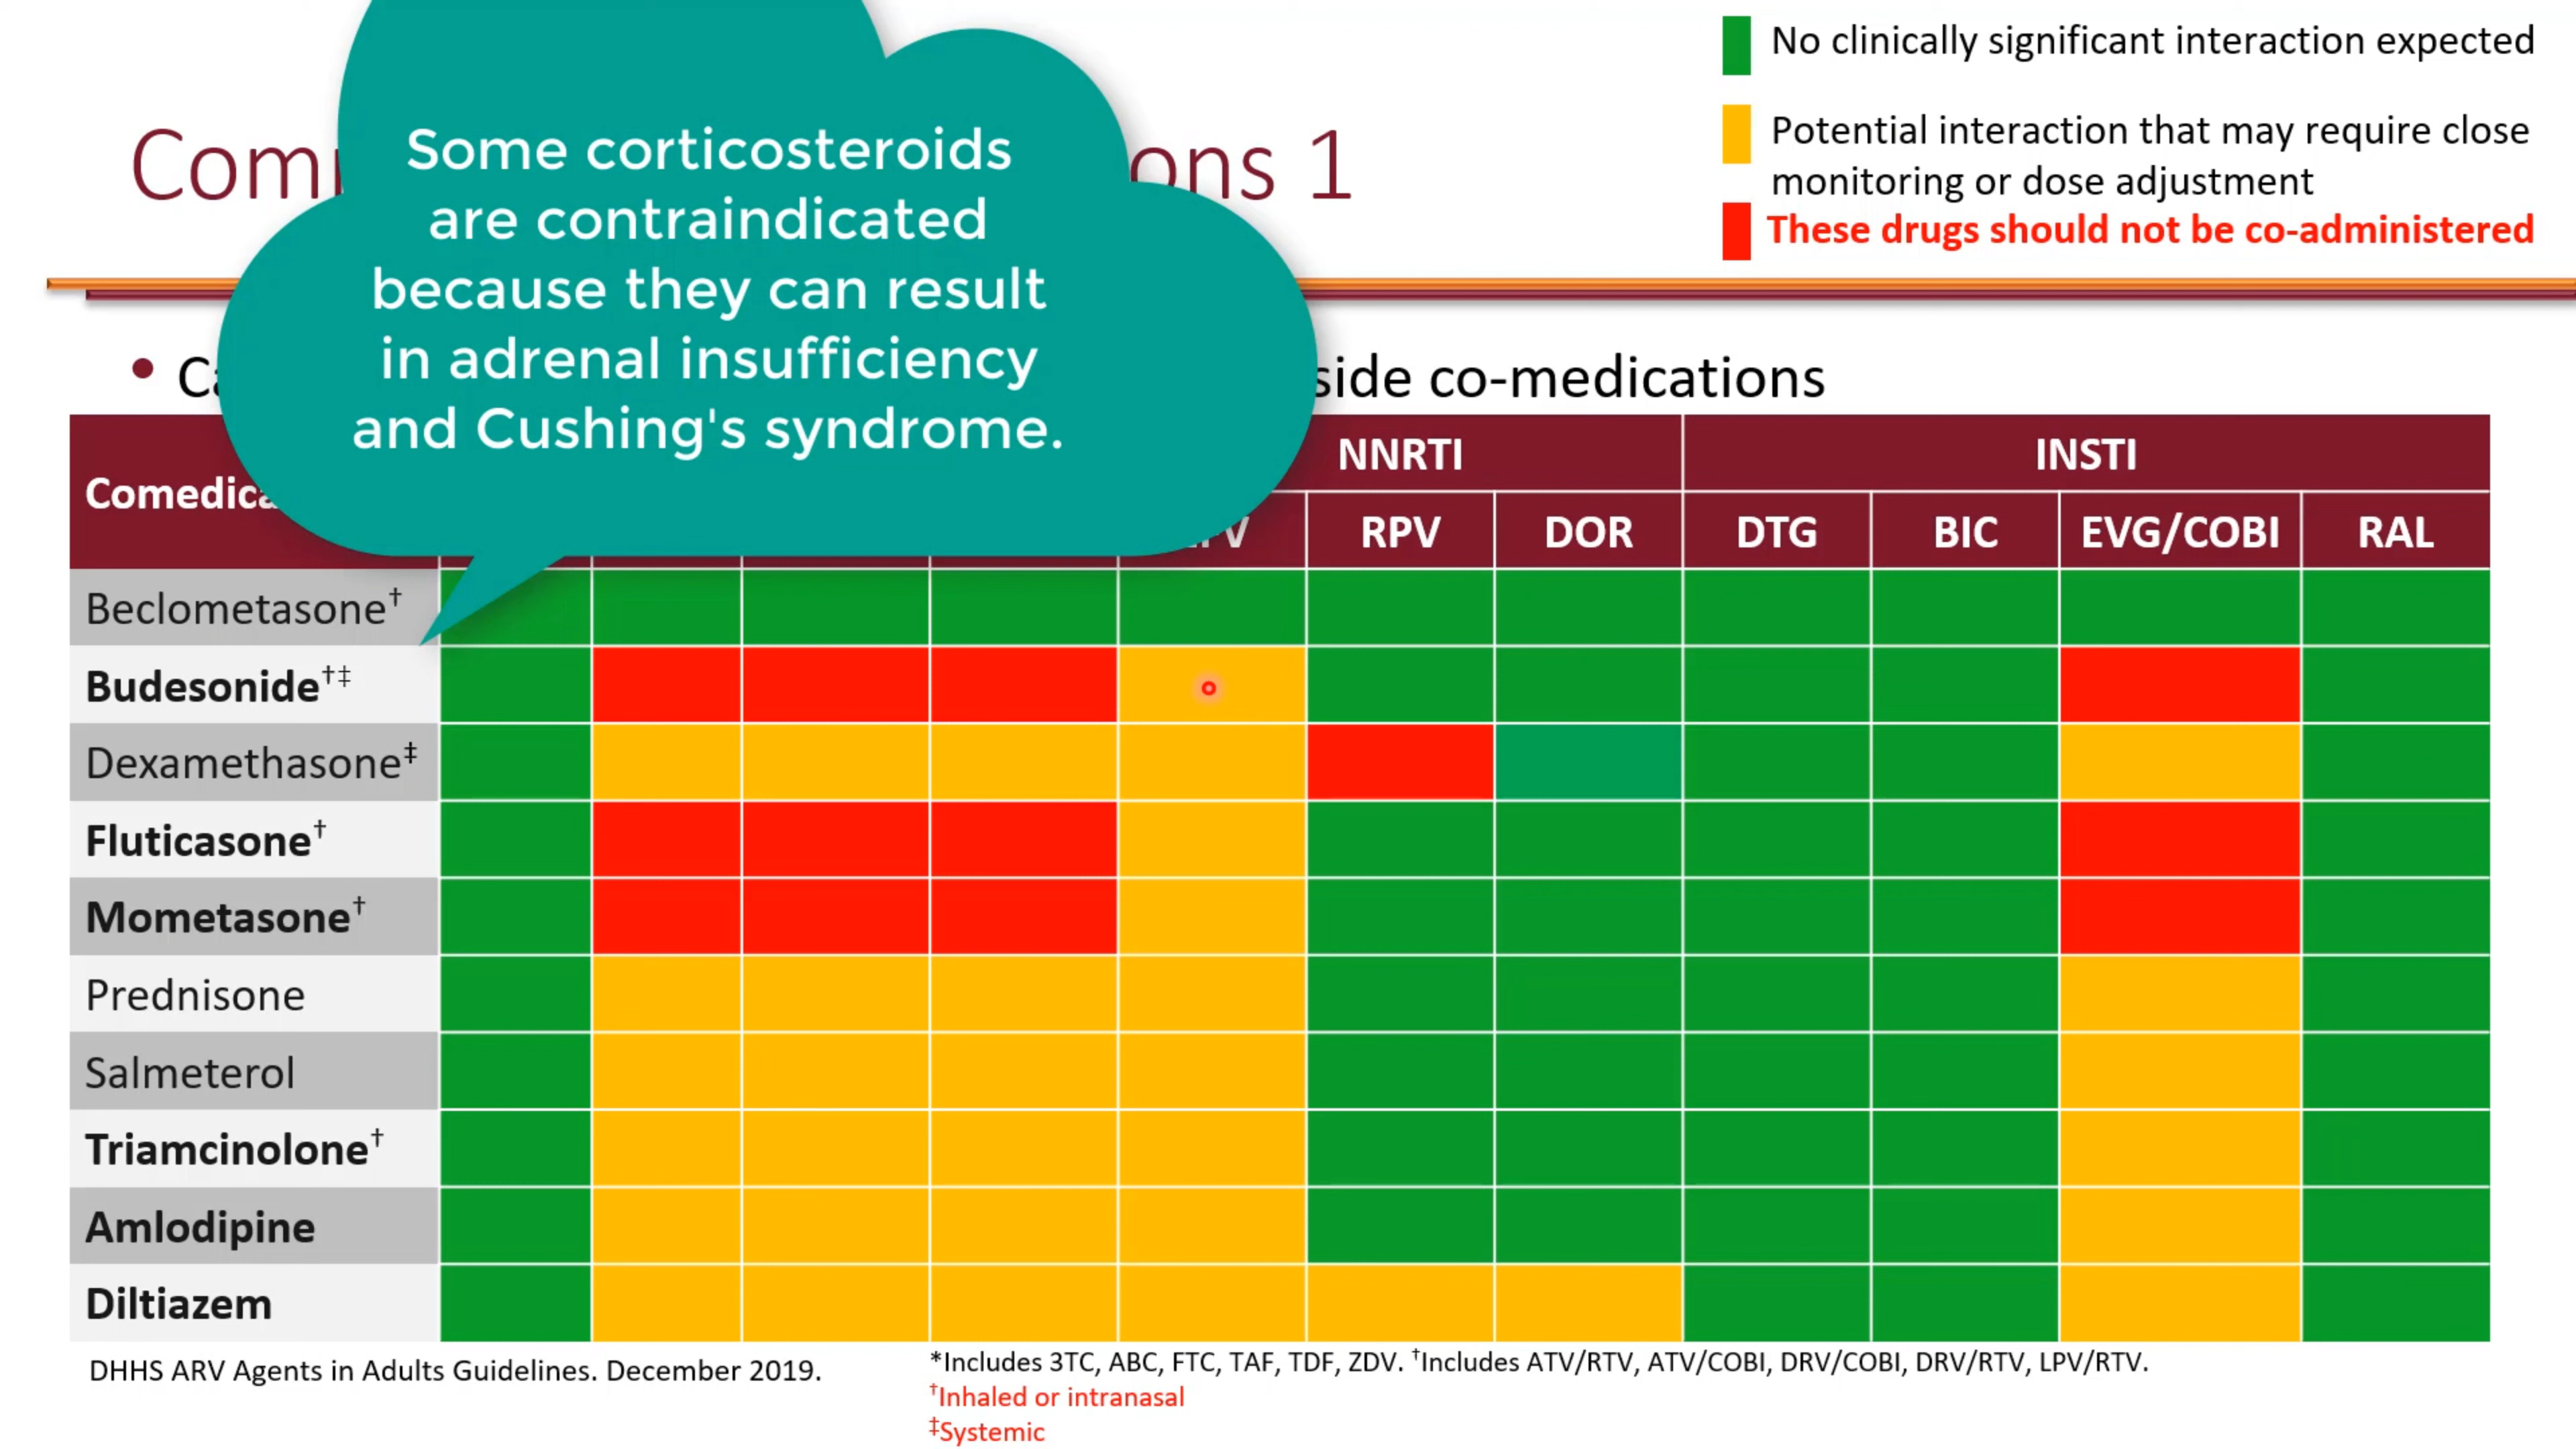 No clinically significant interaction expected
Potential interaction that may require close
monitoring or dose adjustment
These drugs should not be co-administered
Some corticosteroids
are contraindicated
because they can result
in adrenal insufficiency
and Cushing's syndrome.
1
side co-medications
NNRTI INSTI
RPV DOR DTG BIC EVG/COBI RAL
Beclometasone†
Budesonide†‡
Dexamethasone‡
Fluticasone†
Mometasone†
Prednisone
Salmeterol
Triamcinolone†
Amlodipine
Diltiazem
DHHS ARV Agents in Adults Guidelines. December 2019.
*Includes 3TC, ABC, FTC, TAF, TDF, ZDV. †Includes ATV/RTV, ATV/COBI, DRV/COBI, DRV/RTV, LPV/RTV.
†Inhaled or intranasal
‡Systemic